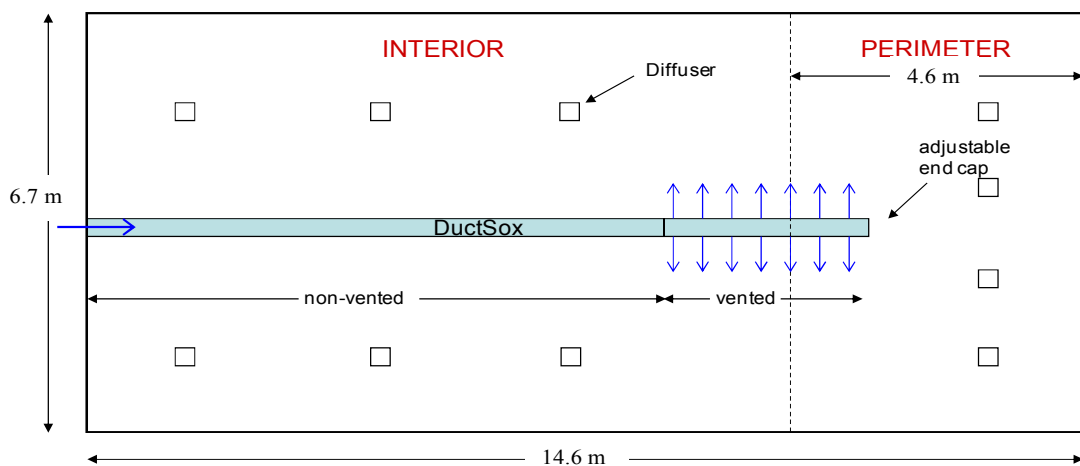 INTERIOR
PERIMETER
4.6 m
Diffuser
adjustable
end cap
6.7 m
DuctSox
non-vented
vented
14.6 m